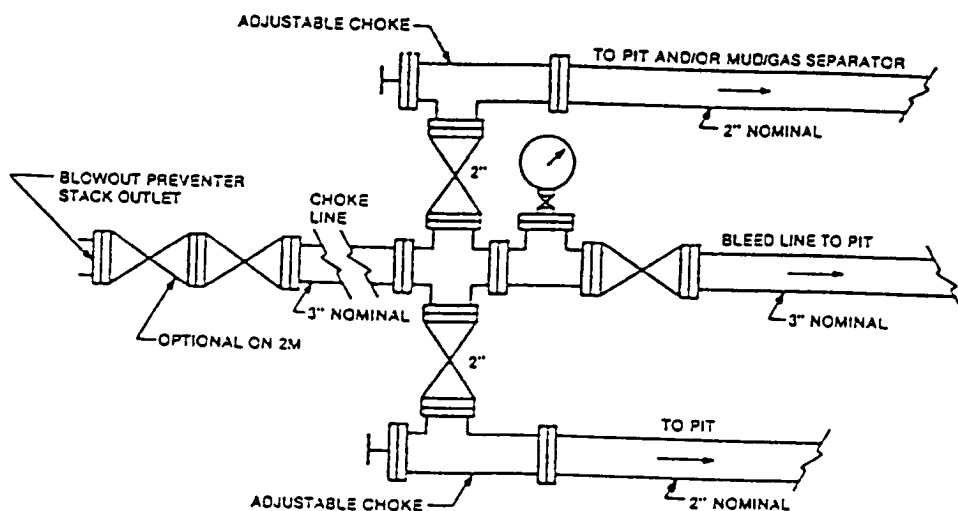 ADJUSTABLE CHOKE
TO PIT AND/OR MUD/GAS SEPARATOR
2" NOMINAL
2"
BLOWOUT PREVENTER
STACK OUTLET
CHOKE
LINE
BLEED LINE TO PIT
3" NOMINAL
3" NOMINAL
OPTIONAL ON 2M
2"
TO PIT
ADJUSTABLE CHOKE
2" NOMINAL